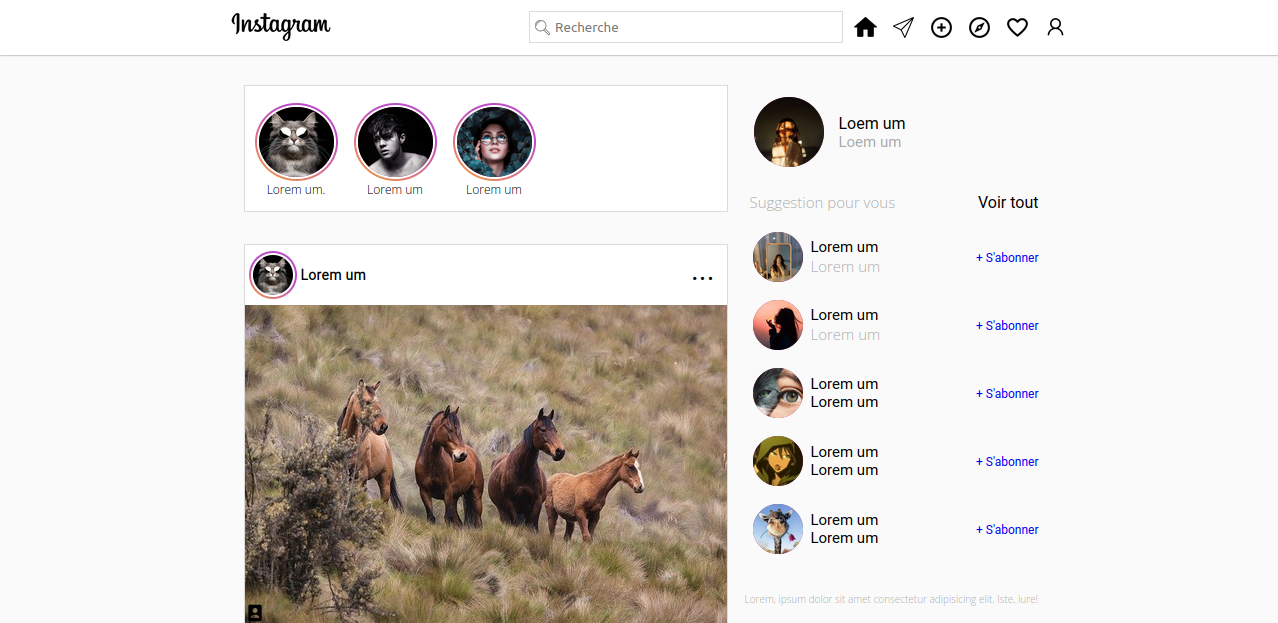 Instagram
Recherche
Lorem um.
Lorem um
Lorem um
Lorem um
...
Loem um
Loem um
Suggestion pour vous
Voir tout
Lorem um
Lorem um
+ S'abonner
Lorem um
Lorem um
+ S'abonner
Lorem um
Lorem um
+ S'abonner
Lorem um
Lorem um
+ S'abonner
Lorem um
Lorem um
+ S'abonner
Lorem, ipsum dolor sit amet consectetur adipisicing elit. Iste, iure!